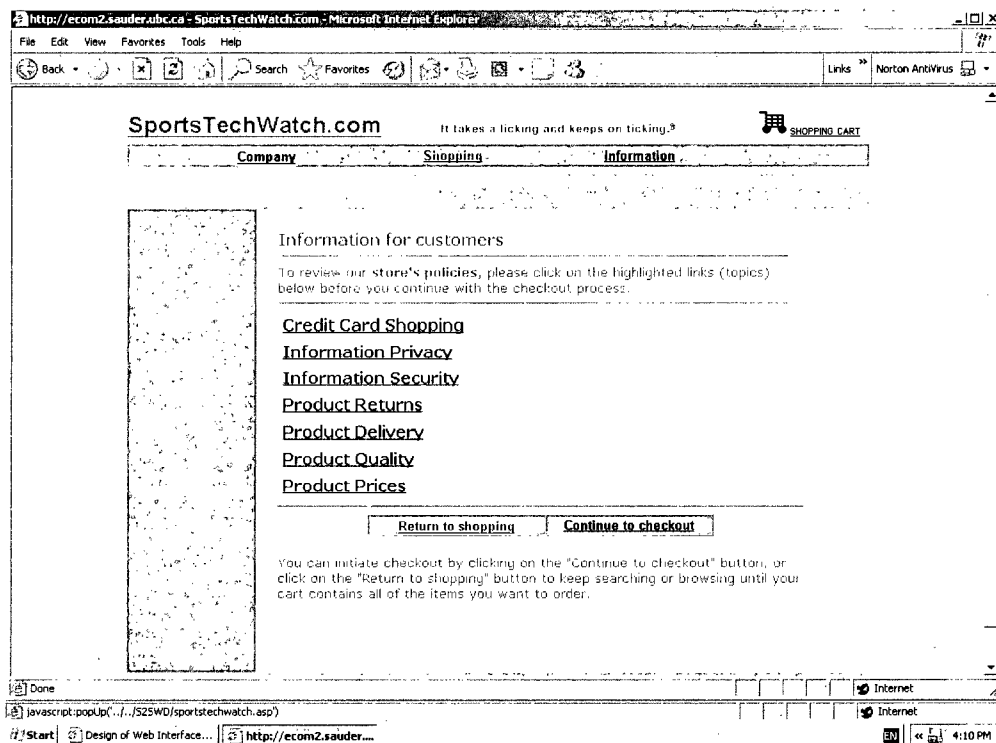 http://ecom2.sauder.ubc.ca - SportsTechWatch.com - Microsoft Internet Explorer
File Edit View Favorites Tools Help
Back Search Favorites Links » Norton AntiVirus
SportsTechWatch.com It takes a licking and keeps on ticking. SHOPPING CART
Company Shopping Information
Information for customers
To review our store's policies, please click on the highlighted links (topics)
below before you continue with the checkout process.
Credit Card Shopping
Information Privacy
Information Security
Product Returns
Product Delivery
Product Quality
Product Prices
Return to shopping Continue to checkout
You can initiate checkout by clicking on the "Continue to checkout" button, or
click on the "Return to shopping" button to keep searching or browsing until your
cart contains all of the items you want to order.
Done Internet
javascript:popUp('../../S2SWD/sportstechwatch.asp') Internet
Start Design of Web Interface... http://ecom2.sauder.... EN « 4:10 PM